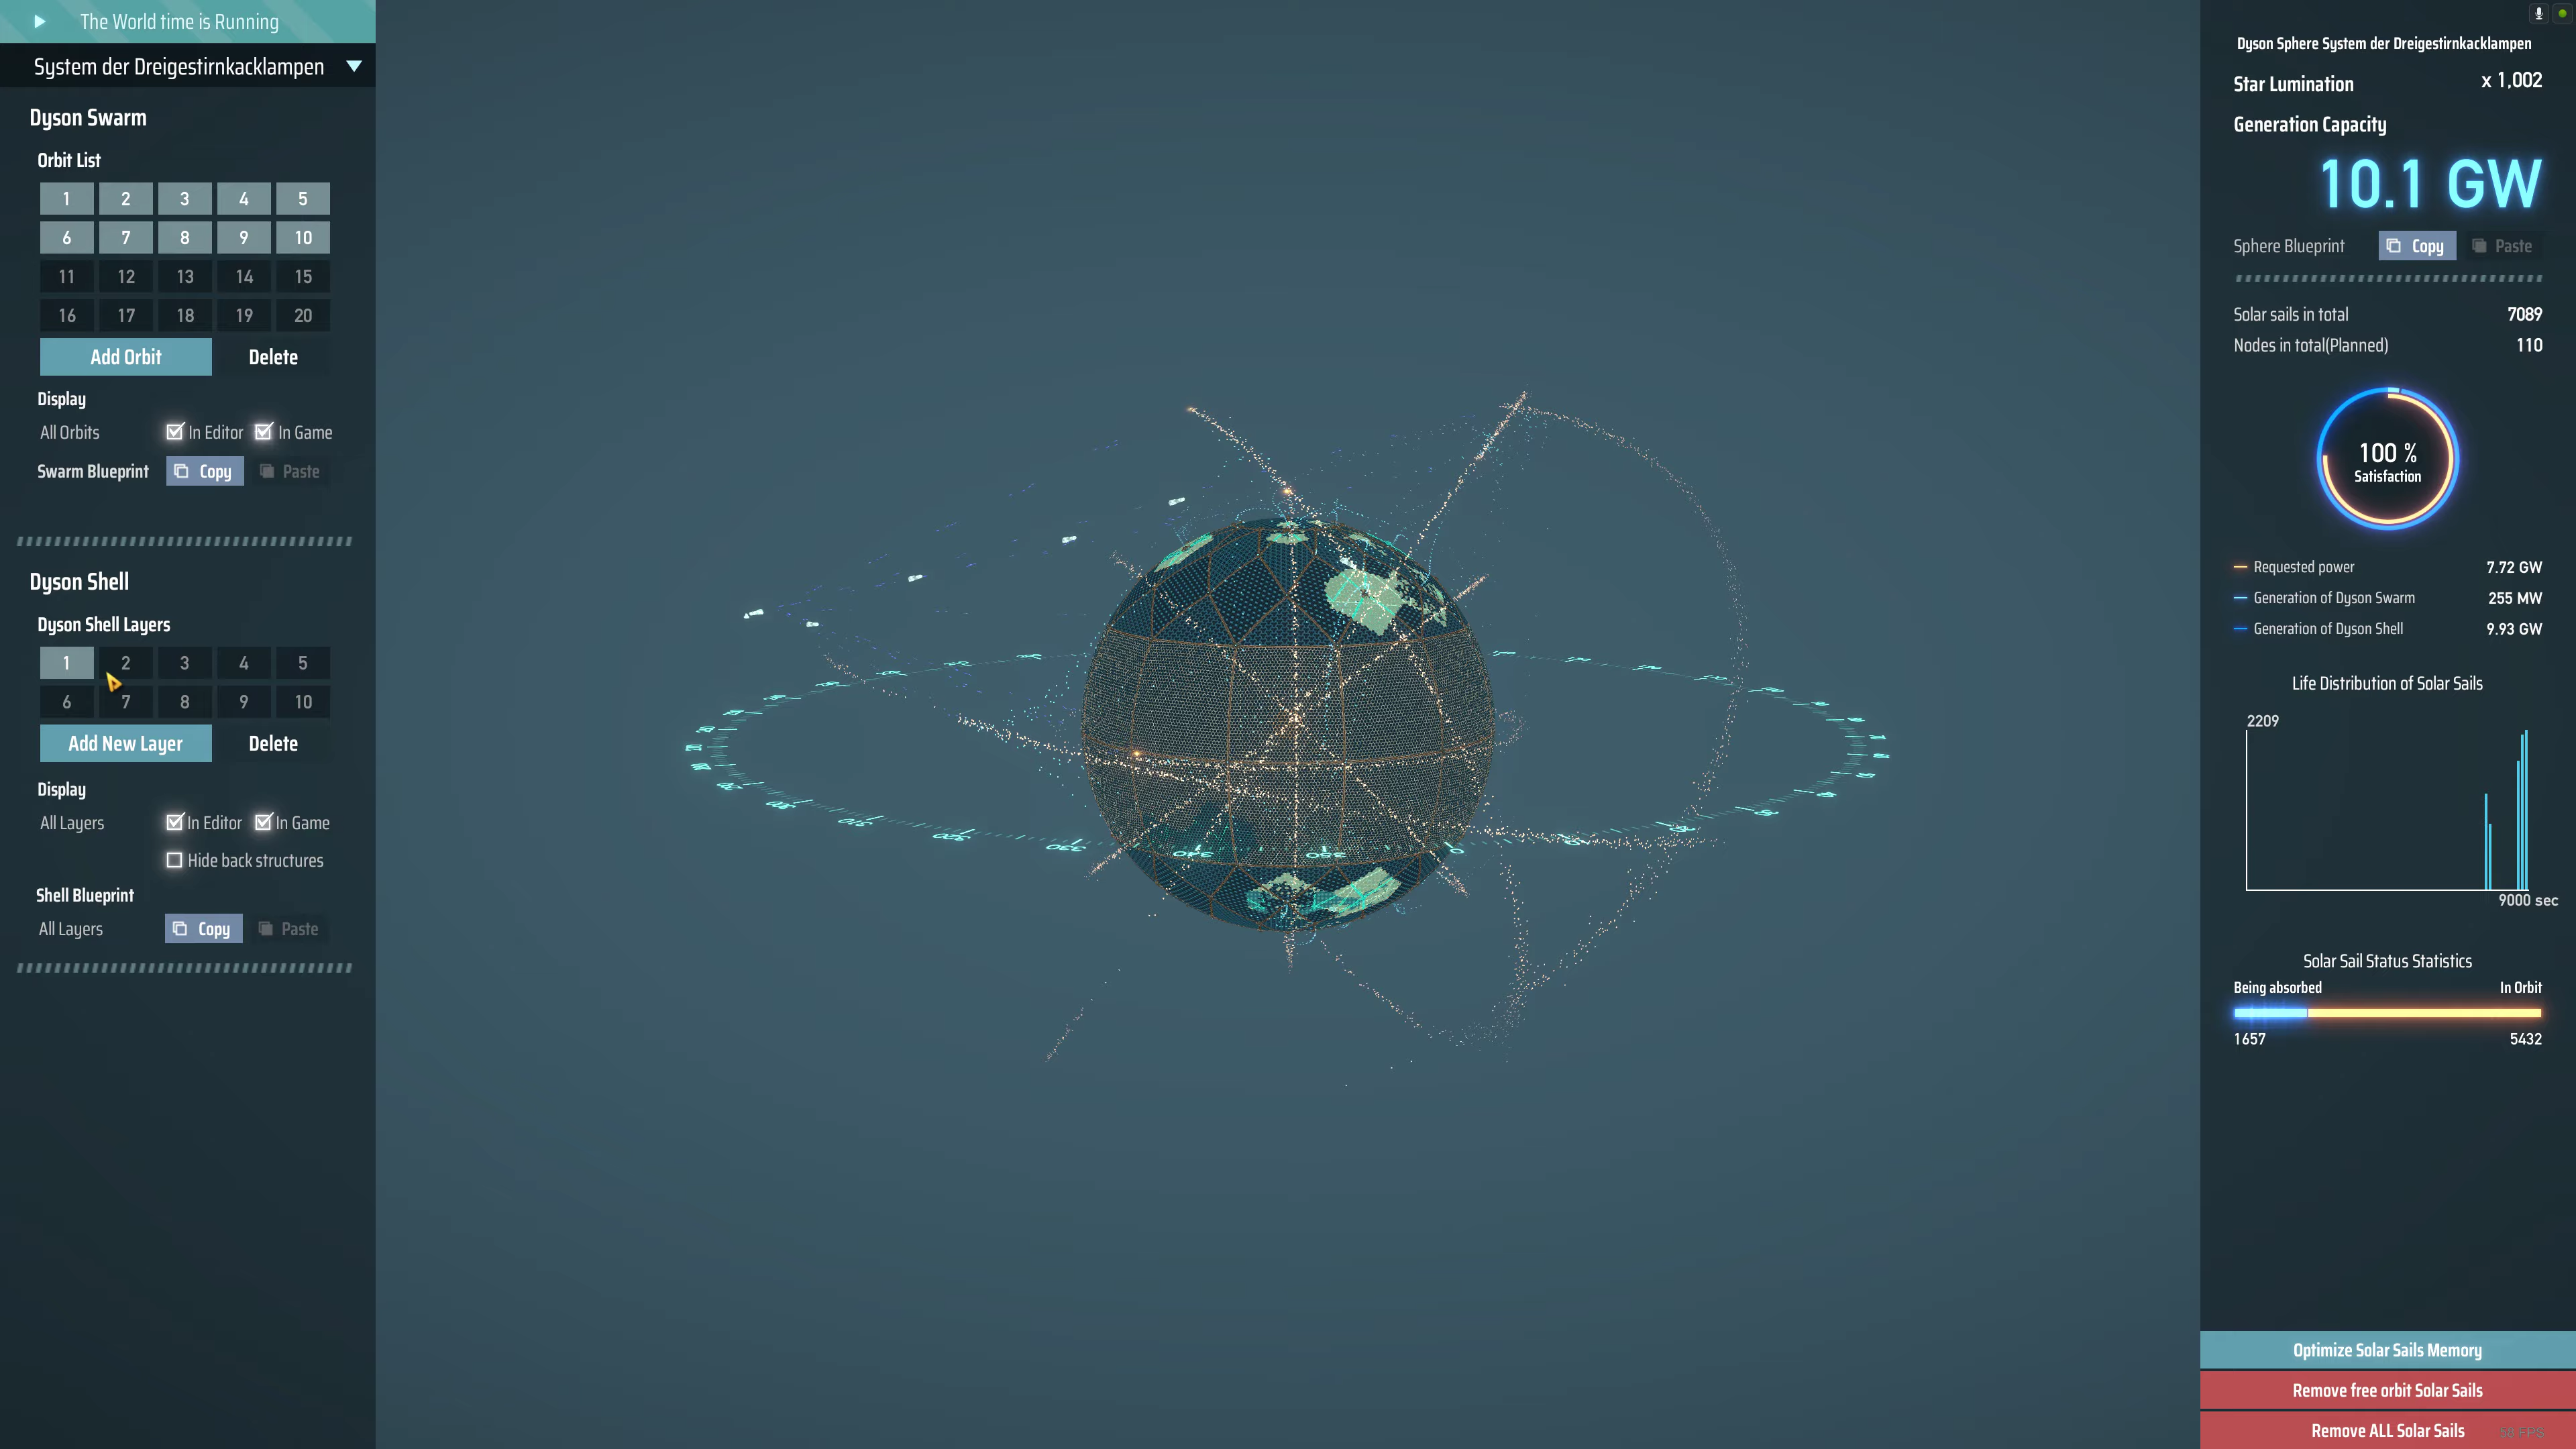 The World time is Running
System der Dreigestirnkacklampen
Dyson Swarm
Orbit List
1 2 3 4 5
6 7 8 9 10
11 12 13 14 15
16 17 18 19 20
Add Orbit Delete
Display
All Orbits In Editor In Game
Swarm Blueprint Copy Paste
Dyson Shell
Dyson Shell Layers
1 2 3 4 5
6 7 8 9 10
Add New Layer Delete
Display
All Layers In Editor In Game
Hide back structures
Shell Blueprint
All Layers Copy Paste
310
320
330
340
350
0
Dyson Sphere System der Dreigestirnkacklampen
Star Lumination x 1,002
Generation Capacity
10.1 GW
Sphere Blueprint Copy Paste
Solar sails in total 7089
Nodes in total(Planned) 110
100 %
Satisfaction
Requested power 7.72 GW
Generation of Dyson Swarm 255 MW
Generation of Dyson Shell 9.93 GW
Life Distribution of Solar Sails
2209
9000 sec
Solar Sail Status Statistics
Being absorbed In Orbit
1657 5432
Optimize Solar Sails Memory
Remove free orbit Solar Sails
Remove ALL Solar Sails